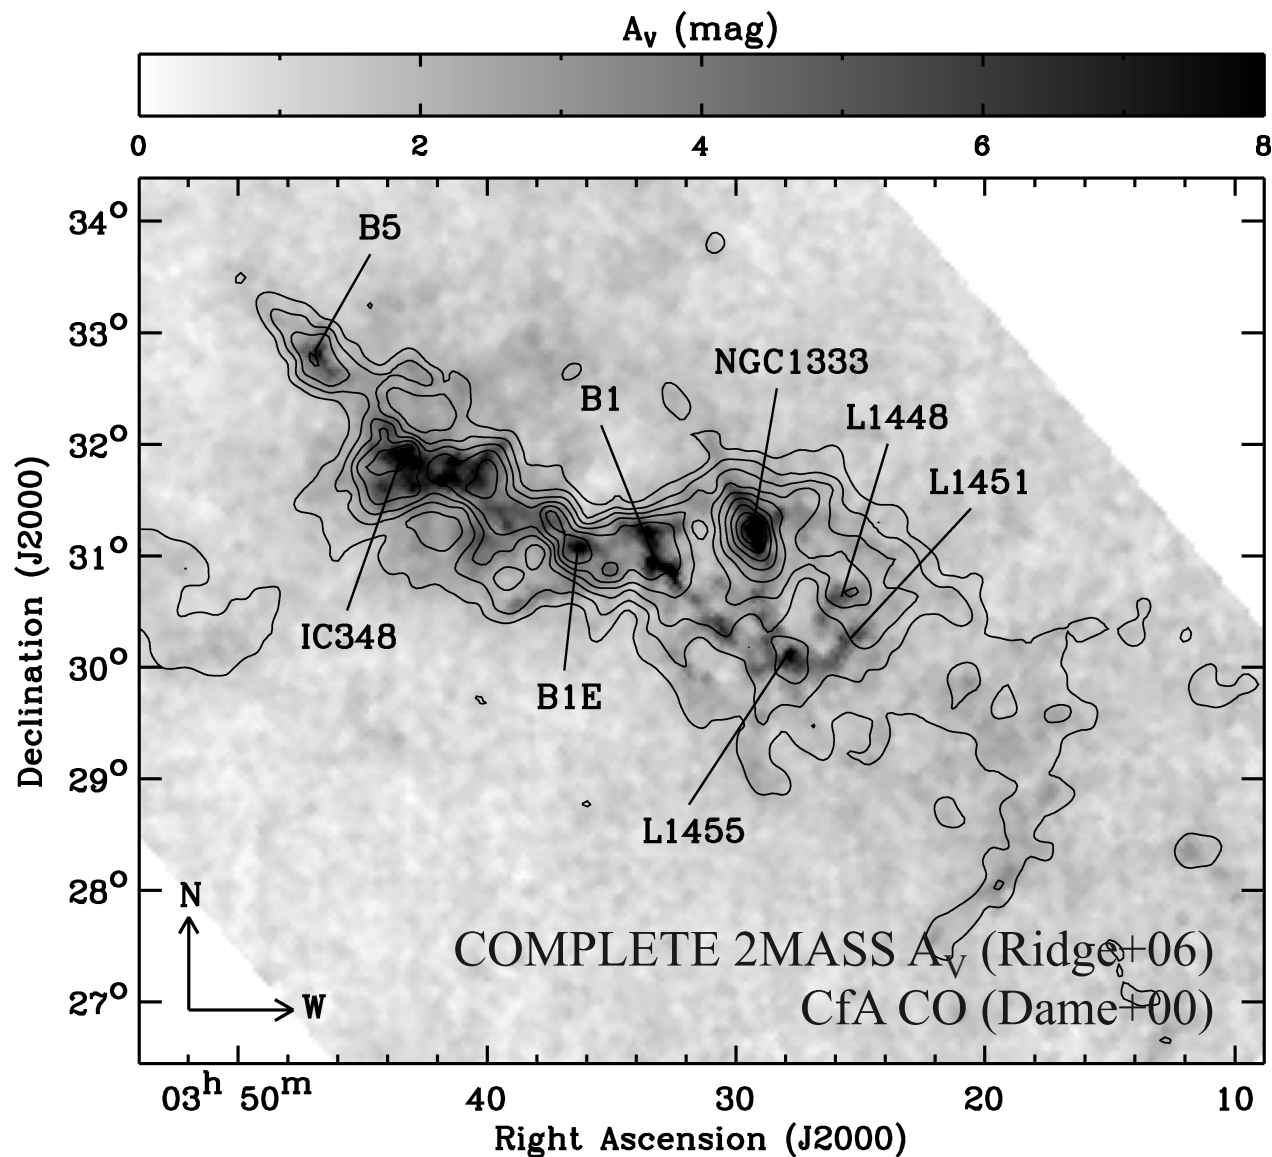 A_V (mag)
0 2 4 6 8
34°
B5
33°
NGC1333
B1
L1448
32°
L1451
31°
IC348
30°
B1E
29°
L1455
28°
N
COMPLETE 2MASS A_V (Ridge+06)
27°
W
CfA CO (Dame+00)
Declination (J2000)
03ʰ 50ᵐ 40 30 20 10
Right Ascension (J2000)